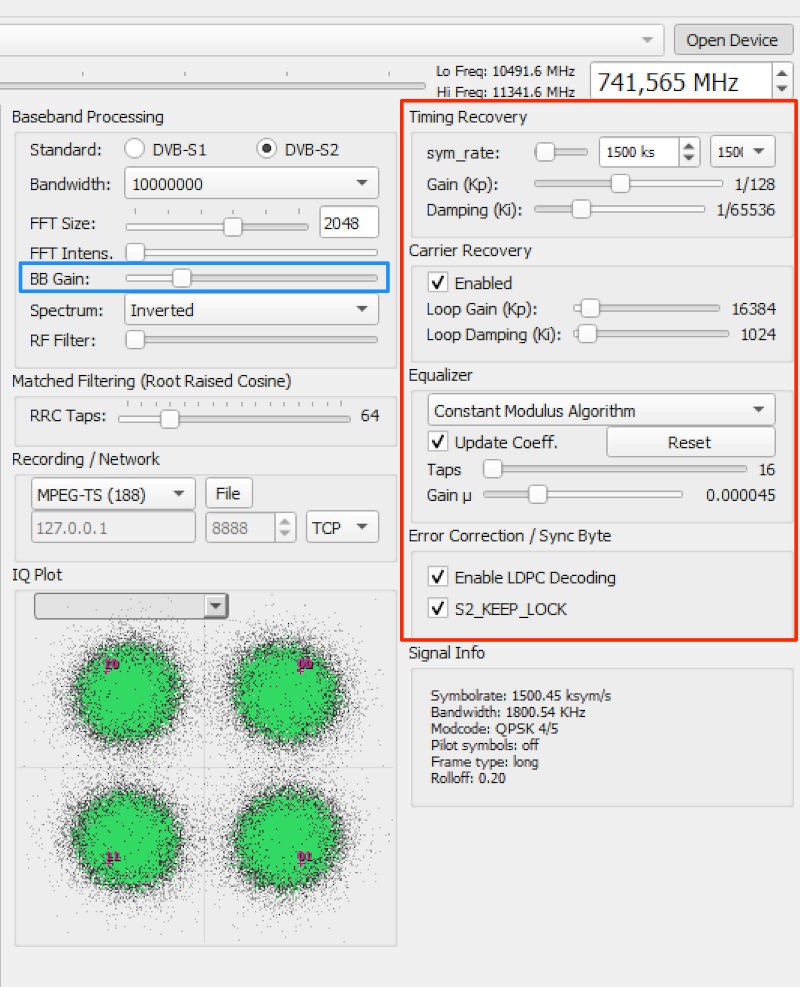 Open Device
Lo Freq: 10491.6 MHz
Hi Freq: 11341.6 MHz
741,565 MHz
Baseband Processing
Standard: DVB-S1 DVB-S2
Bandwidth: 10000000
FFT Size: 2048
FFT Intens.
BB Gain:
Spectrum: Inverted
RF Filter:
Matched Filtering (Root Raised Cosine)
RRC Taps: 64
Recording / Network
MPEG-TS (188) File
127.0.0.1 8888 TCP
IQ Plot
Timing Recovery
sym_rate: 1500 ks
Gain (Kp): 1/128
Damping (Ki): 1/65536
Carrier Recovery
Enabled
Loop Gain (Kp): 16384
Loop Damping (Ki): 1024
Equalizer
Constant Modulus Algorithm
Update Coeff. Reset
Taps 16
Gain µ 0.000045
Error Correction / Sync Byte
Enable LDPC Decoding
S2_KEEP_LOCK
Signal Info
Symbolrate: 1500.45 ksym/s
Bandwidth: 1800.54 KHz
Modcode: QPSK 4/5
Pilot symbols: off
Frame type: long
Rolloff: 0.20